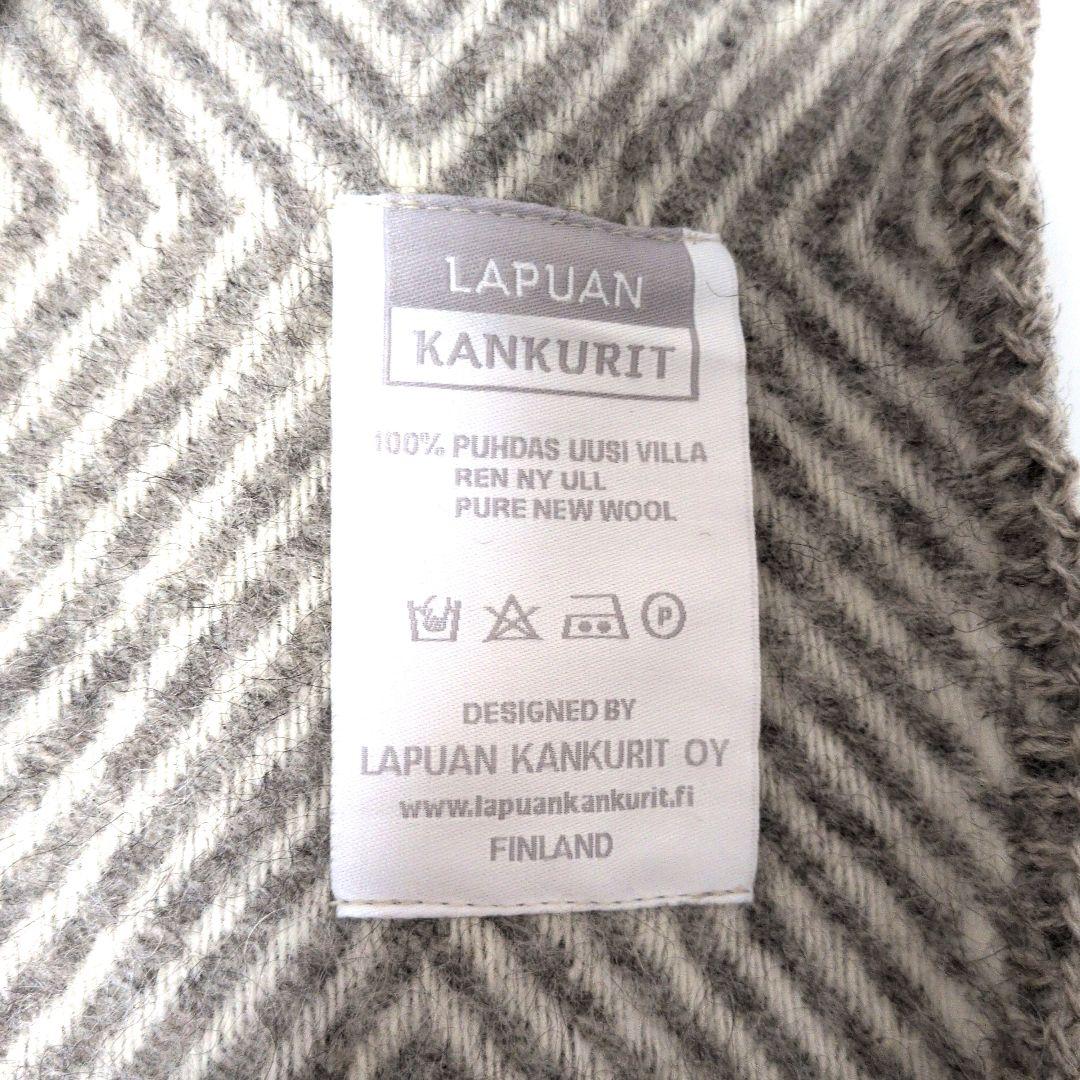 LAPUAN
KANKURIT
100% PUHDAS UUSI VILLA
REN NY ULL
PURE NEW WOOL
P
DESIGNED BY
LAPUAN KANKURIT OY
www.lapuankankurit.fi
FINLAND